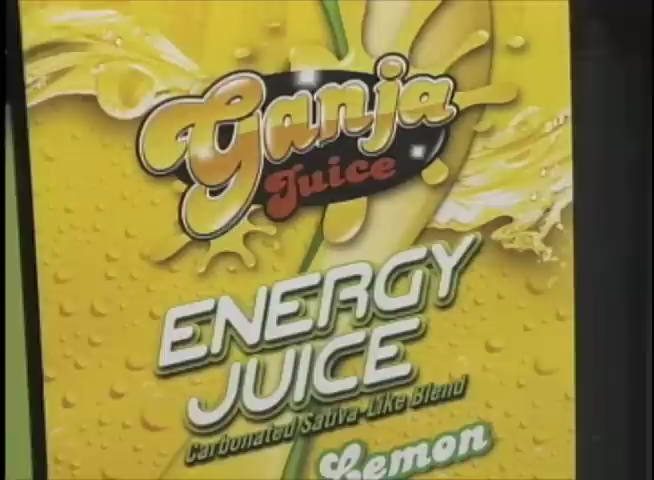 Ganja
Juice
ENERGY
JUICE
Carbonated Sativa-Like Blend
Lemon